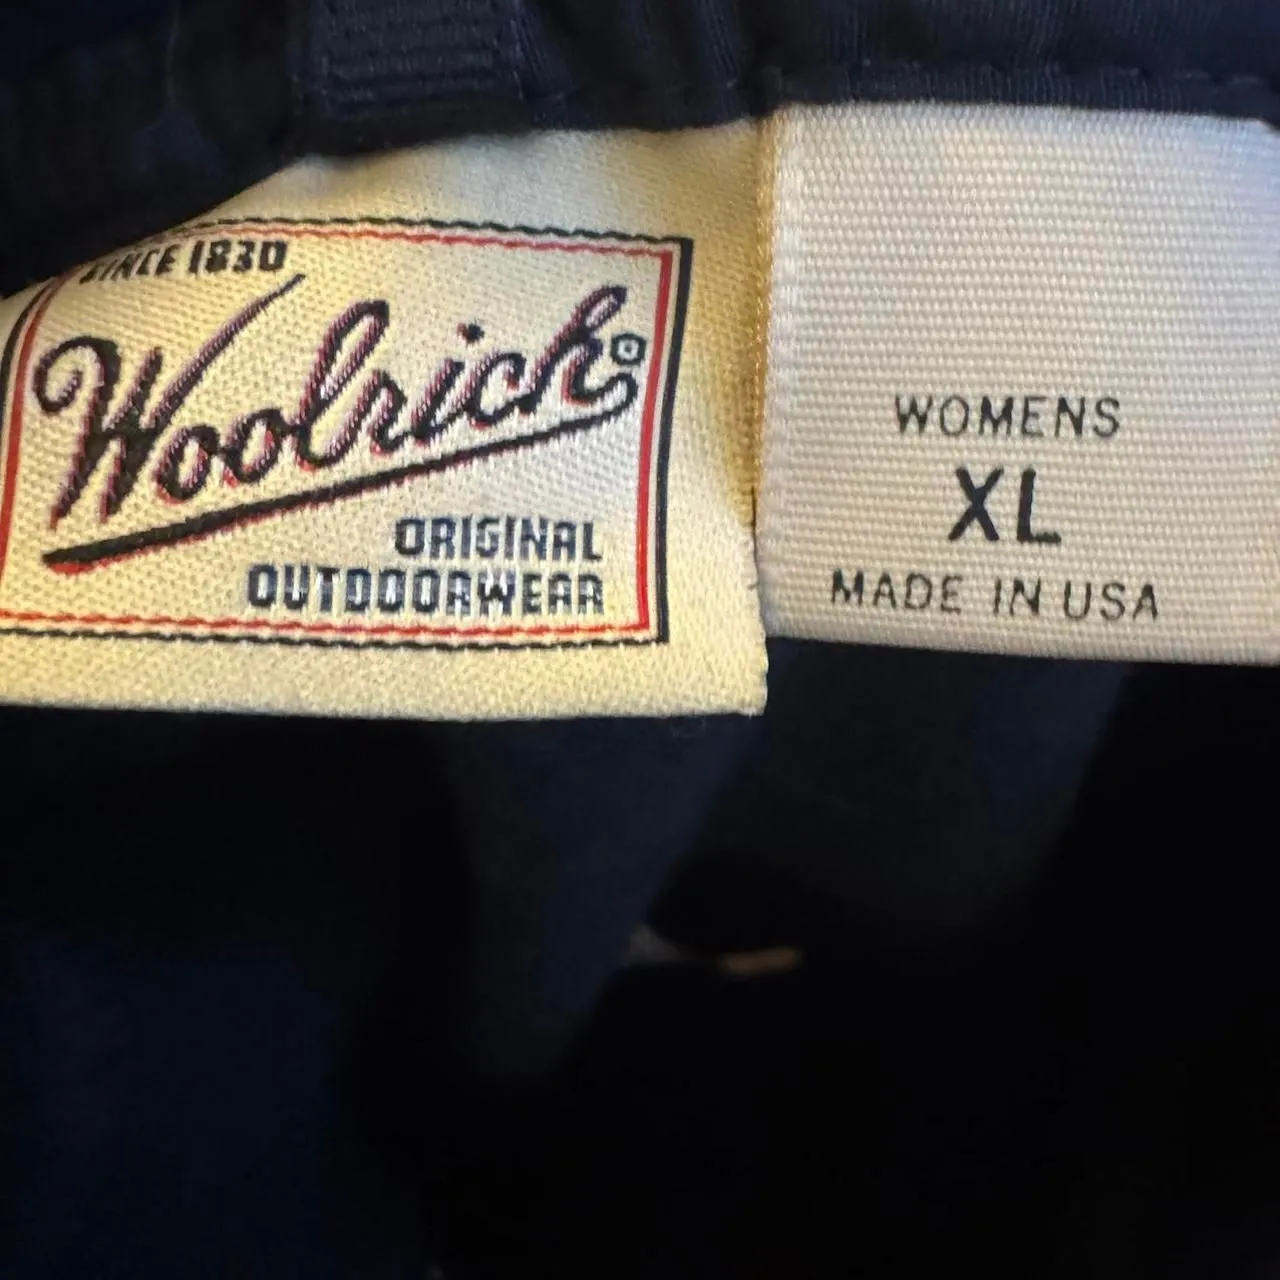 SINCE 1830
Woolrich®
ORIGINAL
OUTDOORWEAR
WOMENS
XL
MADE IN USA